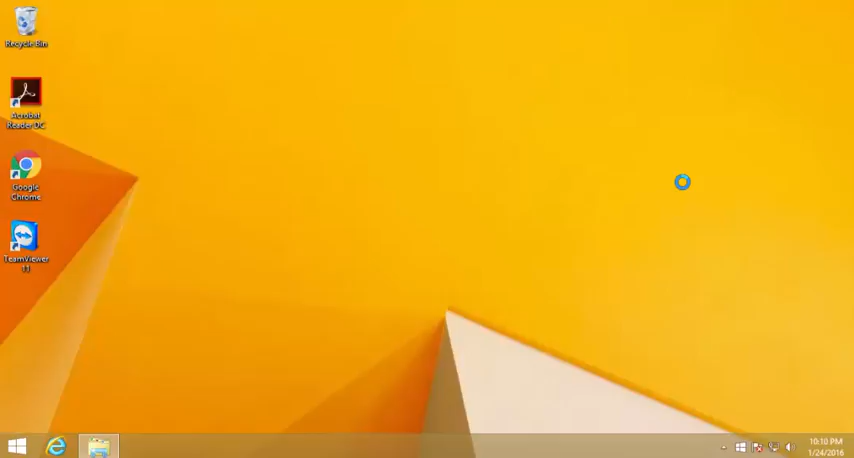 Recycle Bin
Acrobat
Reader DC
Google
Chrome
TeamViewer
11
10:10 PM
1/24/2016